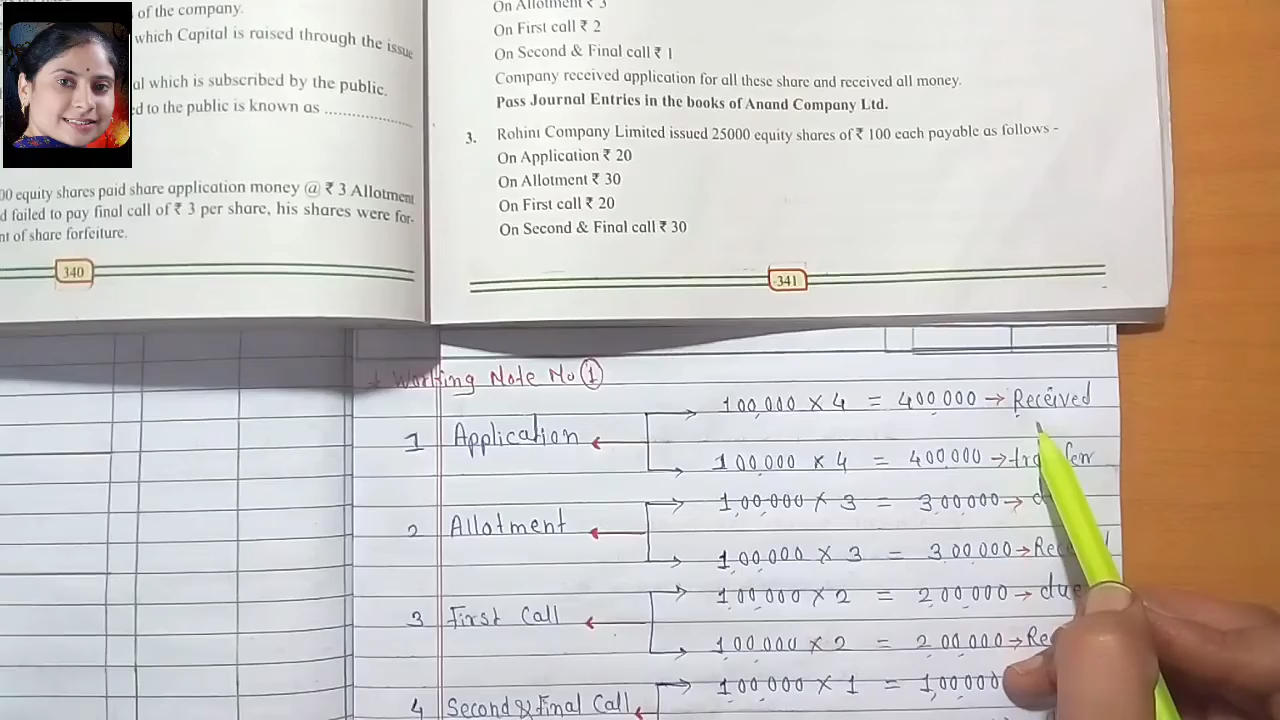 of the company.
which Capital is raised through the issue
al which is subscribed by the public.
ed to the public is known as ....................
00 equity shares paid share application money @ ₹ 3 Allotment
d failed to pay final call of ₹ 3 per share, his shares were for-
nt of share forfeiture.
340
On Allotment ₹ 3
On First call ₹ 2
On Second & Final call ₹ 1
Company received application for all these share and received all money.
Pass Journal Entries in the books of Anand Company Ltd.
3. Rohini Company Limited issued 25000 equity shares of ₹ 100 each payable as follows -
On Application ₹ 20
On Allotment ₹ 30
On First call ₹ 20
On Second & Final call ₹ 30
341
Working Note No 1
1 Application
100,000 × 4 = 400,000 → Received
100,000 × 4 = 400,000 →
2 Allotment
1,00,000 × 3 = 3,00,000 →
1,00,000 × 3 = 3,00,000 →
3 First Call
1,00,000 × 2 = 2,00,000 → due
1,00,000 × 2 = 2,00,000 →
4 Second & Final Call
1,00,000 × 1 = 1,00,000